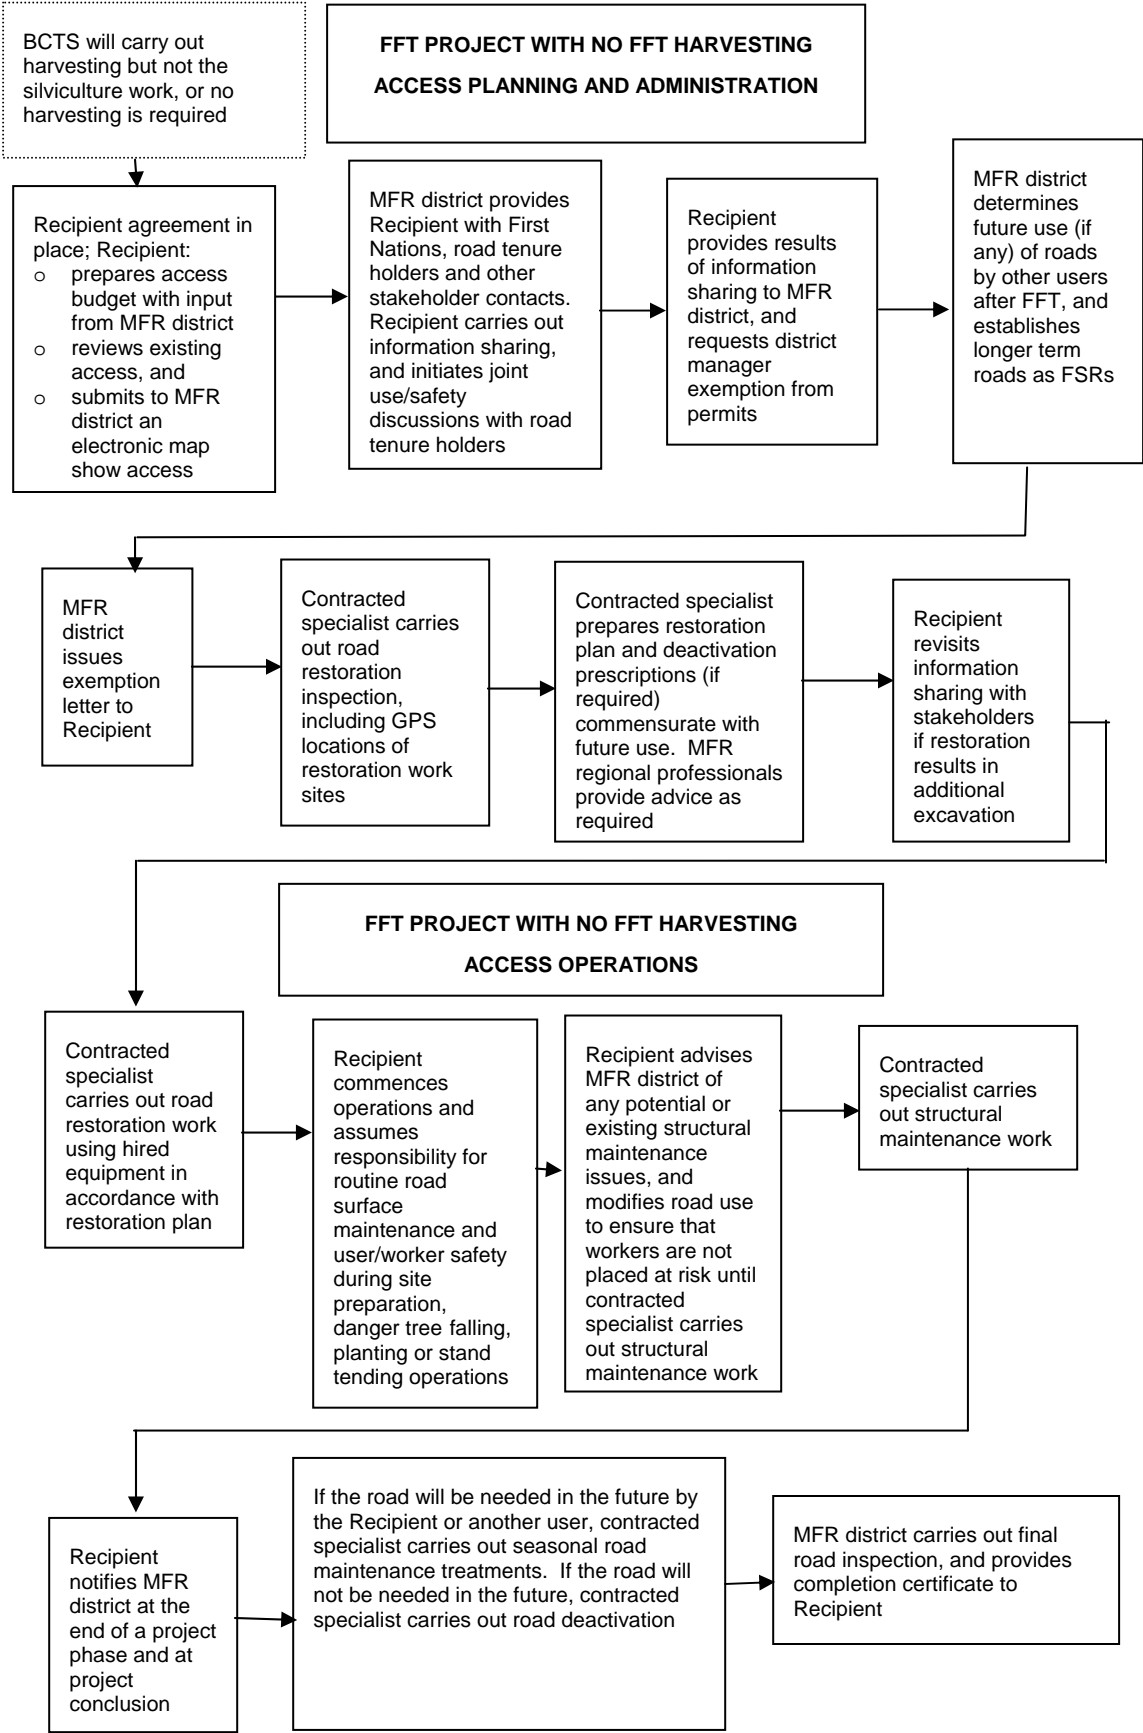 BCTS will carry out
harvesting but not the
silviculture work, or no
harvesting is required
FFT PROJECT WITH NO FFT HARVESTING
ACCESS PLANNING AND ADMINISTRATION
Recipient agreement in
place; Recipient:
o prepares access
budget with input
from MFR district
o reviews existing
access, and
o submits to MFR
district an
electronic map
show access
MFR district provides
Recipient with First
Nations, road tenure
holders and other
stakeholder contacts.
Recipient carries out
information sharing,
and initiates joint
use/safety
discussions with road
tenure holders
Recipient
provides results
of information
sharing to MFR
district, and
requests district
manager
exemption from
permits
MFR district
determines
future use (if
any) of roads
by other users
after FFT, and
establishes
longer term
roads as FSRs
MFR
district
issues
exemption
letter to
Recipient
Contracted
specialist carries
out road
restoration
inspection,
including GPS
locations of
restoration work
sites
Contracted specialist
prepares restoration
plan and deactivation
prescriptions (if
required)
commensurate with
future use.  MFR
regional professionals
provide advice as
required
Recipient
revisits
information
sharing with
stakeholders
if restoration
results in
additional
excavation
FFT PROJECT WITH NO FFT HARVESTING
ACCESS OPERATIONS
Contracted
specialist
carries out road
restoration work
using hired
equipment in
accordance with
restoration plan
Recipient
commences
operations and
assumes
responsibility for
routine road
surface
maintenance and
user/worker safety
during site
preparation,
danger tree falling,
planting or stand
tending operations
Recipient advises
MFR district of
any potential or
existing structural
maintenance
issues, and
modifies road use
to ensure that
workers are not
placed at risk until
contracted
specialist carries
out structural
maintenance work
Contracted
specialist carries
out structural
maintenance work
Recipient
notifies MFR
district at the
end of a project
phase and at
project
conclusion
If the road will be needed in the future by
the Recipient or another user, contracted
specialist carries out seasonal road
maintenance treatments.  If the road will
not be needed in the future, contracted
specialist carries out road deactivation
MFR district carries out final
road inspection, and provides
completion certificate to
Recipient